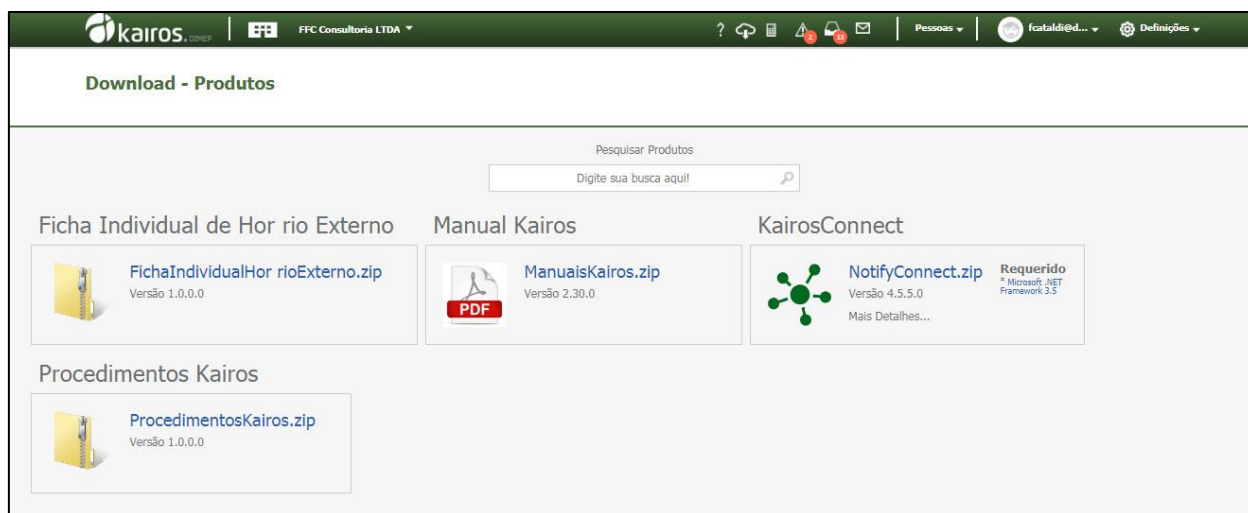 kairos. DIMEP
FFC Consultoria LTDA
?
2
13
Pessoas
fcataldi@d...
Definições
Download - Produtos
Pesquisar Produtos
Digite sua busca aqui!
Ficha Individual de Hor rio Externo
FichaIndividualHor rioExterno.zip
Versão 1.0.0.0
Manual Kairos
PDF
ManuaisKairos.zip
Versão 2.30.0
KairosConnect
NotifyConnect.zip
Versão 4.5.5.0
Mais Detalhes...
Requerido
* Microsoft .NET
Framework 3.5
Procedimentos Kairos
ProcedimentosKairos.zip
Versão 1.0.0.0